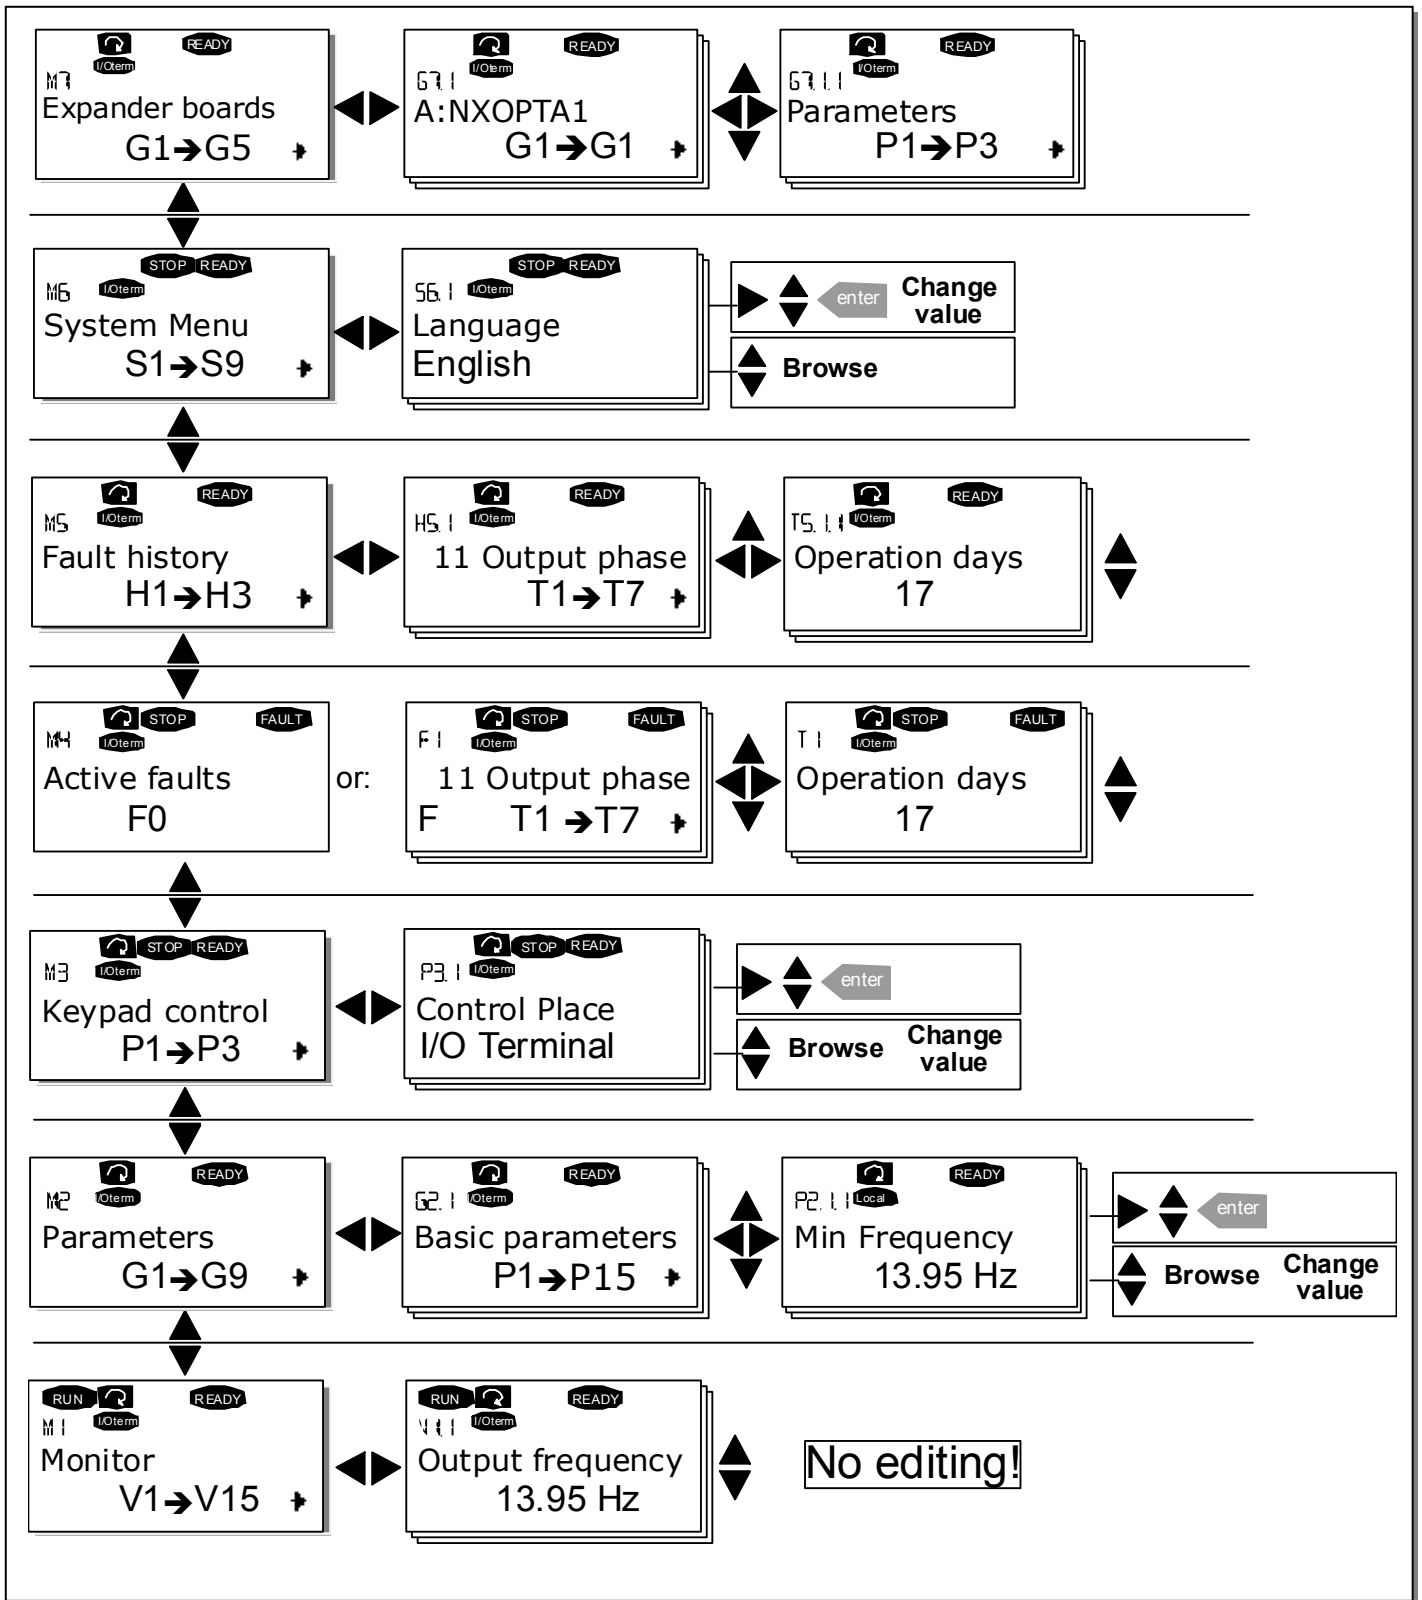 READY
I/Oterm
M7
Expander boards
G1➔G5
READY
I/Oterm
G7.1
A:NXOPTA1
G1➔G1
READY
I/Oterm
G7.1.1
Parameters
P1➔P3
STOP READY
M6 I/Oterm
System Menu
S1➔S9
STOP READY
S6.1 I/Oterm
Language
English
enter
Change
value
Browse
READY
M5 I/Oterm
Fault history
H1➔H3
READY
H5.1 I/Oterm
11 Output phase
T1➔T7
READY
T5.1.1 I/Oterm
Operation days
17
STOP FAULT
M4 I/Oterm
Active faults
F0
or:
STOP FAULT
F1 I/Oterm
11 Output phase
F T1➔T7
STOP FAULT
T1 I/Oterm
Operation days
17
STOP READY
M3 I/Oterm
Keypad control
P1➔P3
STOP READY
P3.1 I/Oterm
Control Place
I/O Terminal
enter
Browse
Change
value
READY
M2 I/Oterm
Parameters
G1➔G9
READY
G2.1 I/Oterm
Basic parameters
P1➔P15
READY
P2.1.1 Local
Min Frequency
13.95 Hz
enter
Browse
Change
value
RUN READY
M1 I/Oterm
Monitor
V1➔V15
RUN READY
V1.1 I/Oterm
Output frequency
13.95 Hz
No editing!